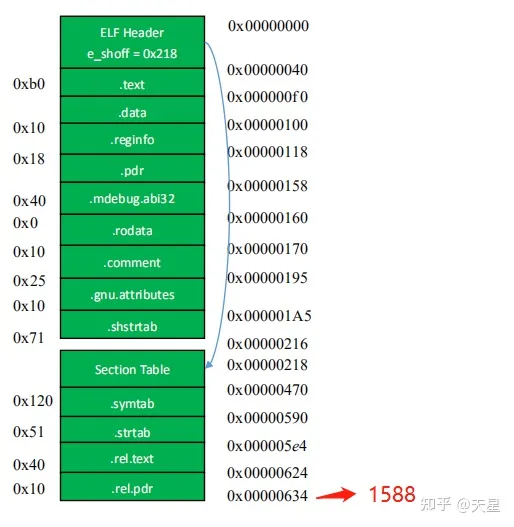 ELF Header
e_shoff = 0x218
0x00000000
0x00000040
0xb0
.text
0x000000f0
.data
0x00000100
0x10
.reginfo
0x00000118
0x18
.pdr
0x00000158
0x40
.mdebug.abi32
0x00000160
0x0
.rodata
0x00000170
0x10
.comment
0x00000195
0x25
.gnu.attributes
0x000001A5
0x10
.shstrtab
0x00000216
0x71
Section Table
0x00000218
0x00000470
0x120
.symtab
0x00000590
0x51
.strtab
0x000005e4
.rel.text
0x00000624
0x40
0x10
.rel.pdr
0x00000634
1588
知乎 @天星